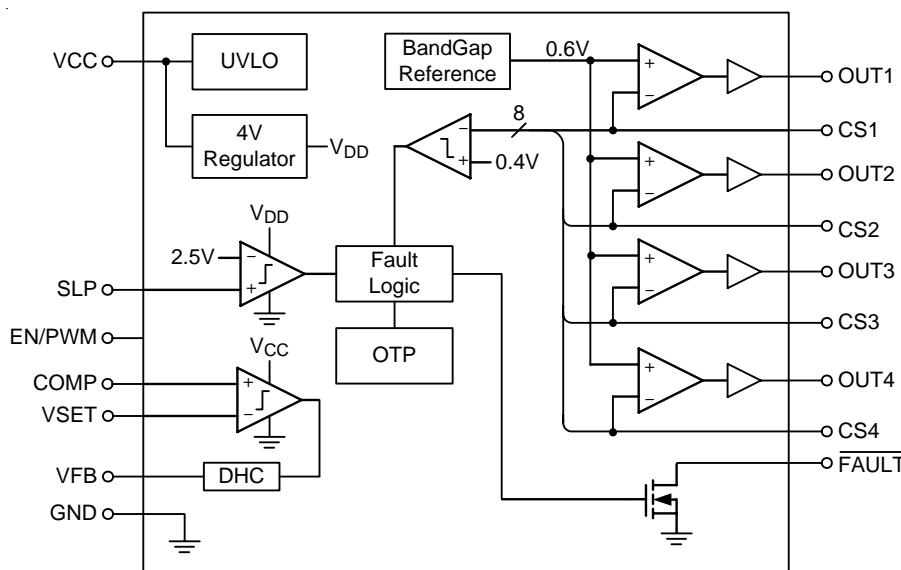 VCC
UVLO
4V
Regulator
VDD
BandGap
Reference
0.6V
+
−
OUT1
8
−
+
0.4V
CS1
+
−
OUT2
CS2
VDD
2.5V
−
+
SLP
Fault
Logic
+
−
OUT3
CS3
EN/PWM
OTP
VCC
COMP
+
VSET
−
+
−
OUT4
CS4
VFB
DHC
FAULT
GND